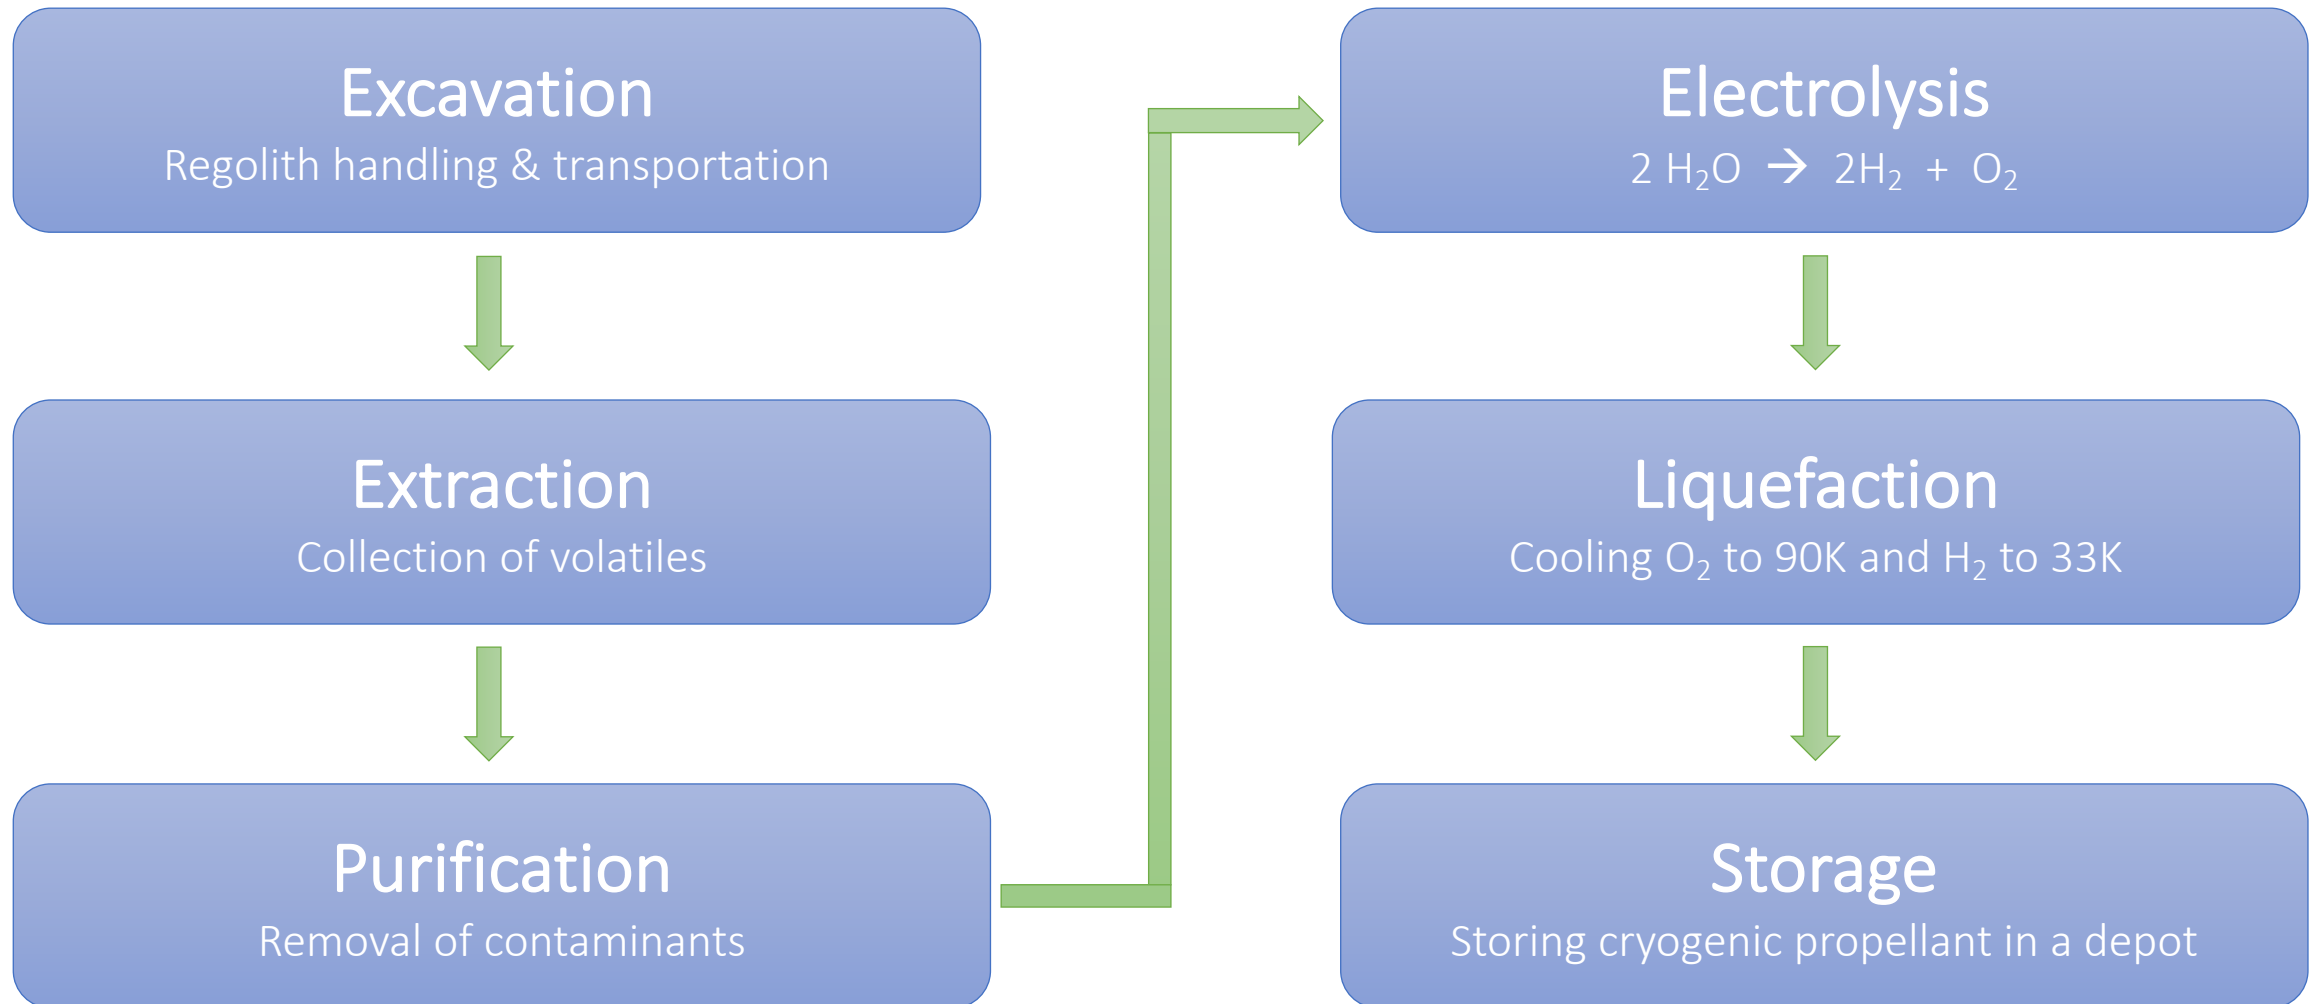 Excavation
Regolith handling & transportation
Extraction
Collection of volatiles
Purification
Removal of contaminants
Electrolysis
2 H₂O → 2H₂ + O₂
Liquefaction
Cooling O₂ to 90K and H₂ to 33K
Storage
Storing cryogenic propellant in a depot